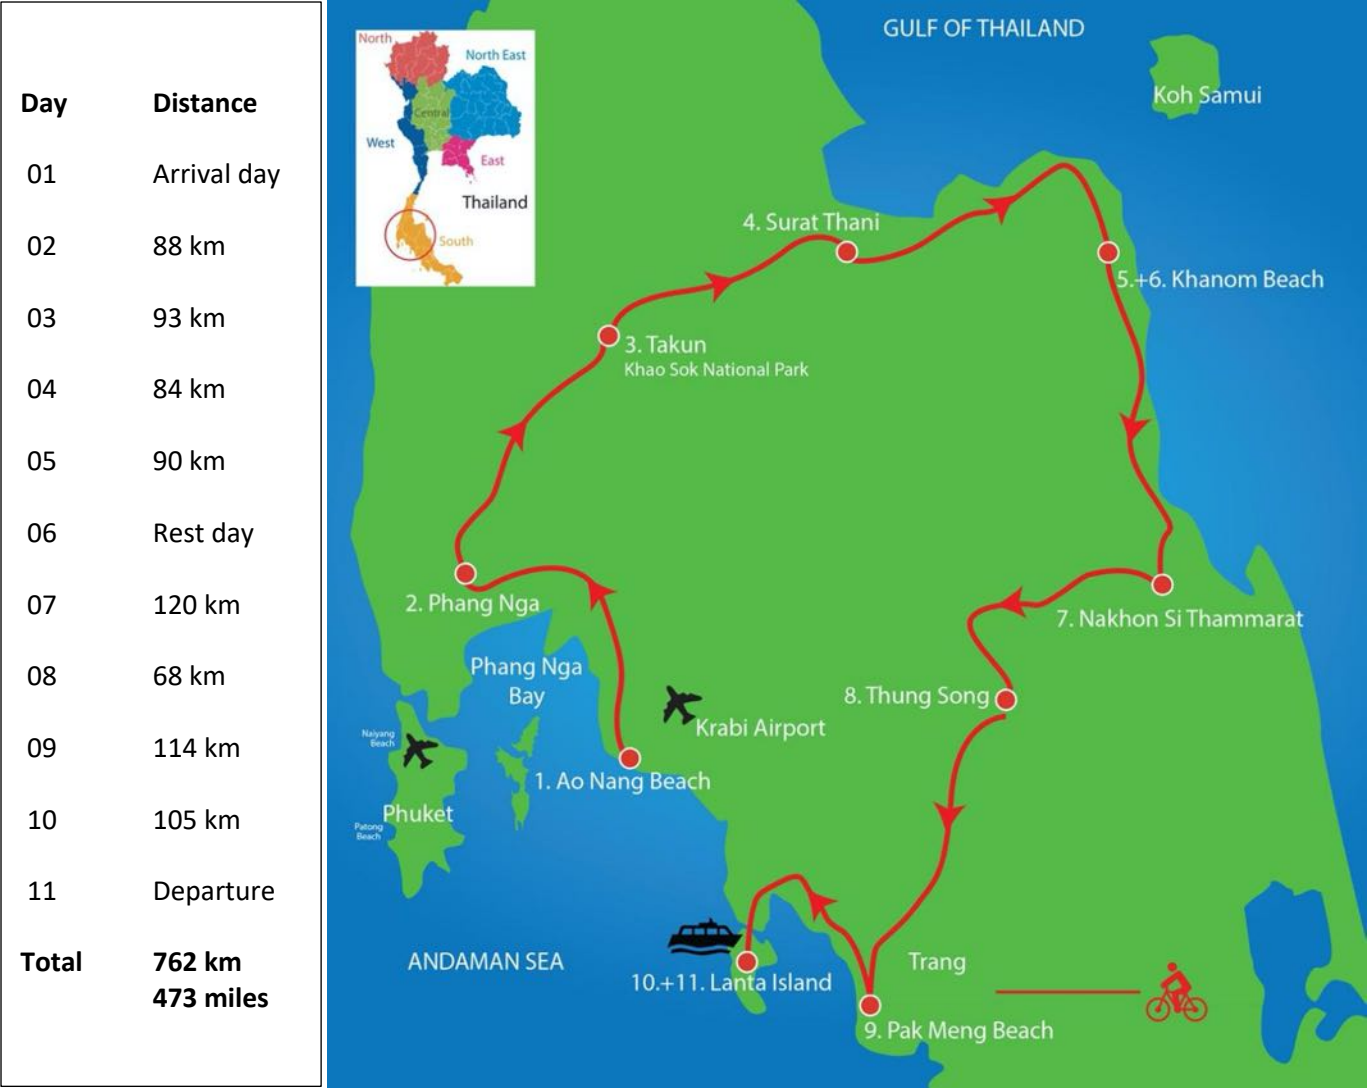 Day Distance
01 Arrival day
02 88 km
03 93 km
04 84 km
05 90 km
06 Rest day
07 120 km
08 68 km
09 114 km
10 105 km
11 Departure
Total 762 km
473 miles
GULF OF THAILAND
Koh Samui
North
North East
Central
West
East
Thailand
South
4. Surat Thani
5.+6. Khanom Beach
3. Takun
Khao Sok National Park
2. Phang Nga
7. Nakhon Si Thammarat
Phang Nga
Bay
8. Thung Song
Krabi Airport
Naiyang
Beach
1. Ao Nang Beach
Phuket
Patong
Beach
ANDAMAN SEA
Trang
10.+11. Lanta Island
9. Pak Meng Beach